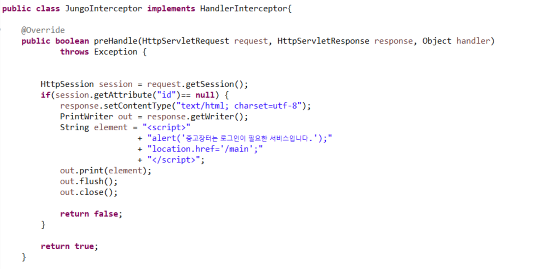 public class JungoInterceptor implements HandlerInterceptor{
@Override
public boolean preHandle(HttpServletRequest request, HttpServletResponse response, Object handler)
throws Exception {
HttpSession session = request.getSession();
if(session.getAttribute("id")== null) {
response.setContentType("text/html; charset=utf-8");
PrintWriter out = response.getWriter();
String element = "<script>"
+ "alert('중고장터는 로그인이 필요한 서비스입니다.');"
+ "location.href='/main';"
+ "</script>";
out.print(element);
out.flush();
out.close();
return false;
}
return true;
}